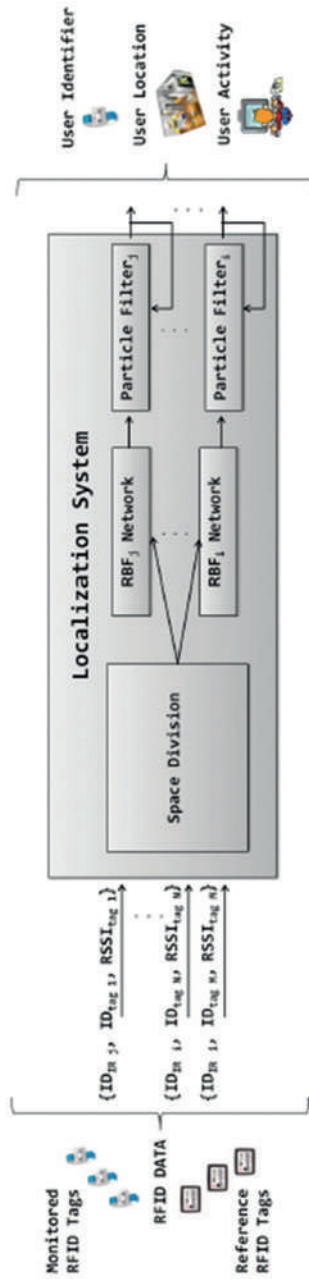 Monitored
RFID Tags
RFID DATA
Reference
RFID Tags
{ID_IR j, ID_tag 1, RSSI_tag 1}
. . .
{ID_IR i, ID_tag N, RSSI_tag N}
{ID_IR i, ID_tag M, RSSI_tag M}
Localization System
Space Division
RBF_j Network
. . .
RBF_i Network
Particle Filter_j
. . .
Particle Filter_i
. . .
User Identifier
User Location
User Activity